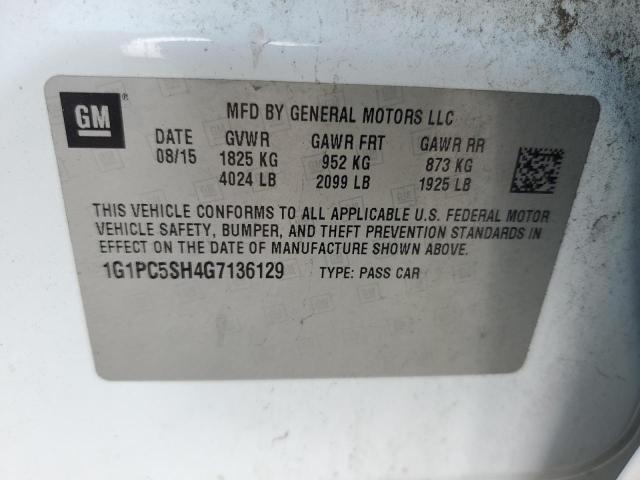 GM®
MFD BY GENERAL MOTORS LLC
DATE GVWR GAWR FRT GAWR RR
08/15 1825 KG 952 KG 873 KG
4024 LB 2099 LB 1925 LB
THIS VEHICLE CONFORMS TO ALL APPLICABLE U.S. FEDERAL MOTOR
VEHICLE SAFETY, BUMPER, AND THEFT PREVENTION STANDARDS IN
EFFECT ON THE DATE OF MANUFACTURE SHOWN ABOVE.
1G1PC5SH4G7136129 TYPE: PASS CAR